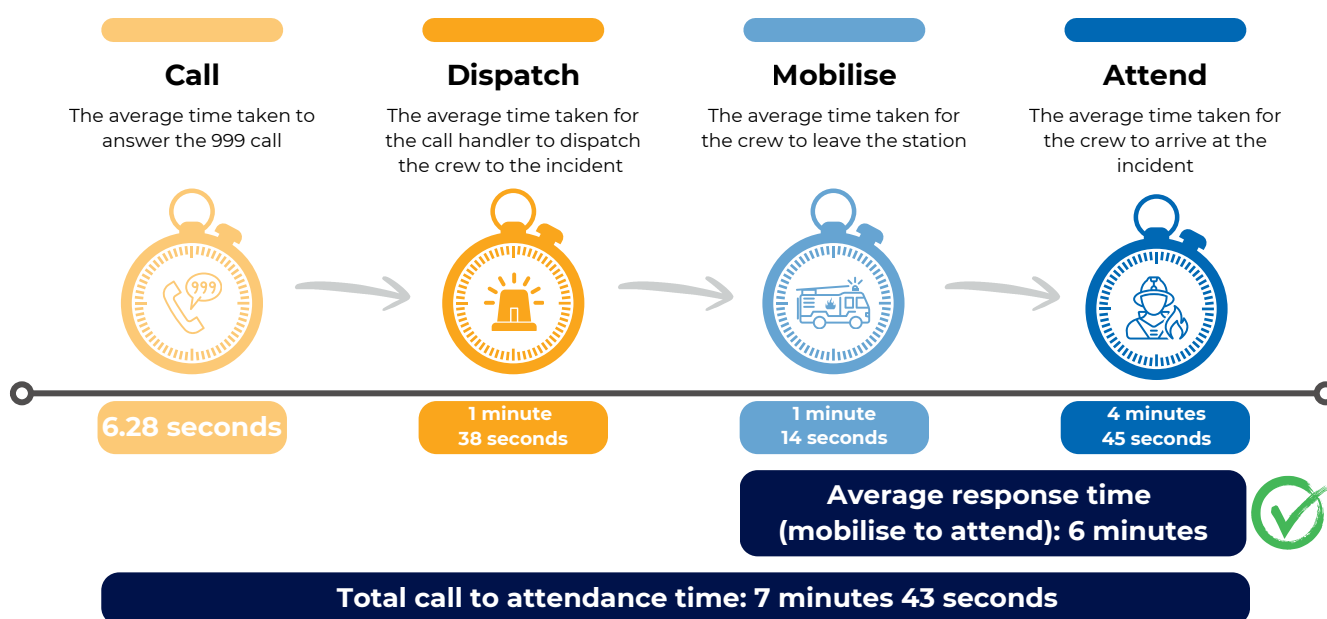 Call
The average time taken to
answer the 999 call
Dispatch
The average time taken for
the call handler to dispatch
the crew to the incident
Mobilise
The average time taken for
the crew to leave the station
Attend
The average time taken for
the crew to arrive at the
incident
999
6.28 seconds
1 minute
38 seconds
1 minute
14 seconds
4 minutes
45 seconds
Average response time
(mobilise to attend): 6 minutes
Total call to attendance time: 7 minutes 43 seconds